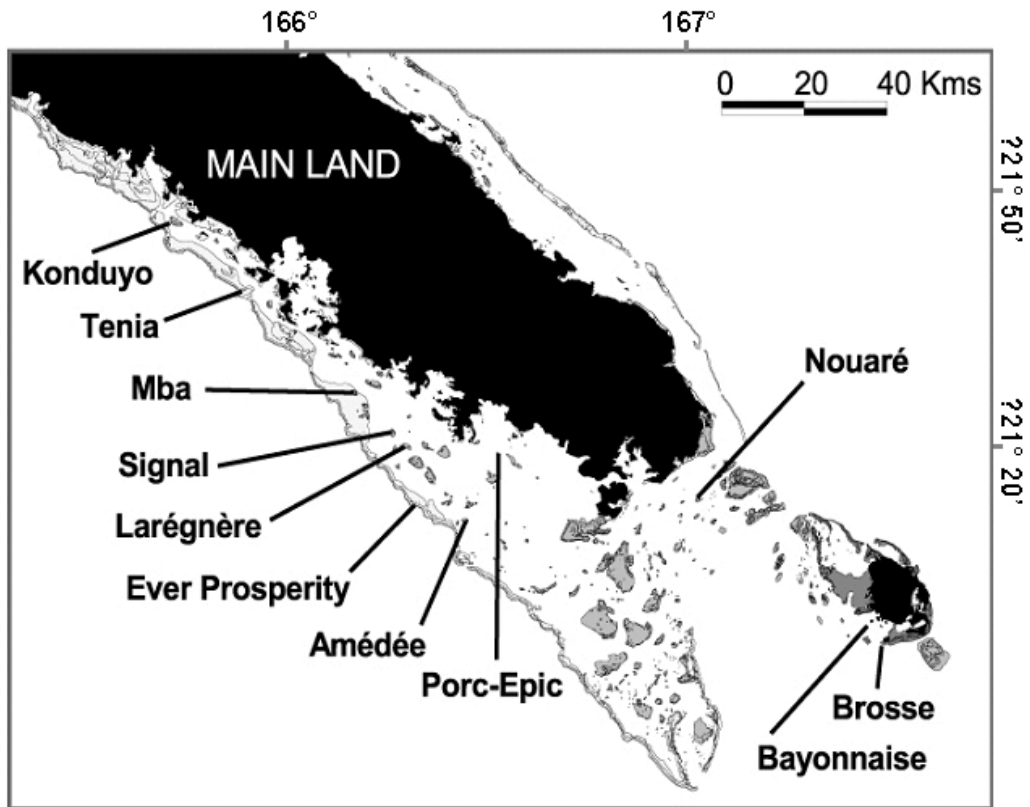 166°
167°
0 20 40 Kms
MAIN LAND
?21° 50'
Konduyo
Tenia
Nouaré
Mba
?21° 20'
Signal
Larégnère
Ever Prosperity
Amédée
Porc-Epic
Brosse
Bayonnaise